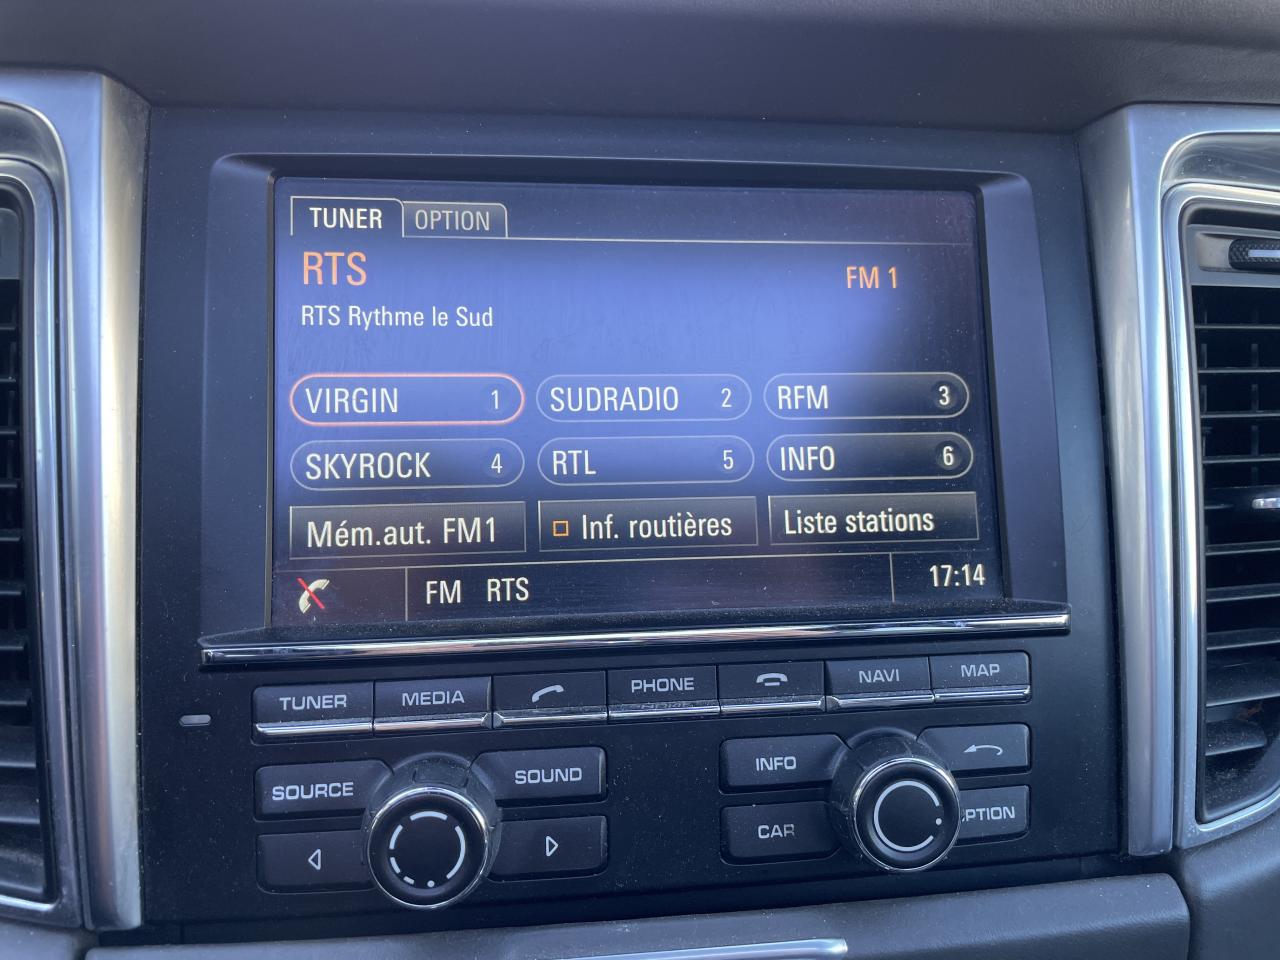 TUNER OPTION
RTS FM 1
RTS Rythme le Sud
VIRGIN 1 SUDRADIO 2 RFM 3
SKYROCK 4 RTL 5 INFO 6
Mém.aut. FM1 Inf. routières Liste stations
FM RTS 17:14
TUNER MEDIA PHONE NAVI MAP
SOURCE SOUND INFO
CAR PTION